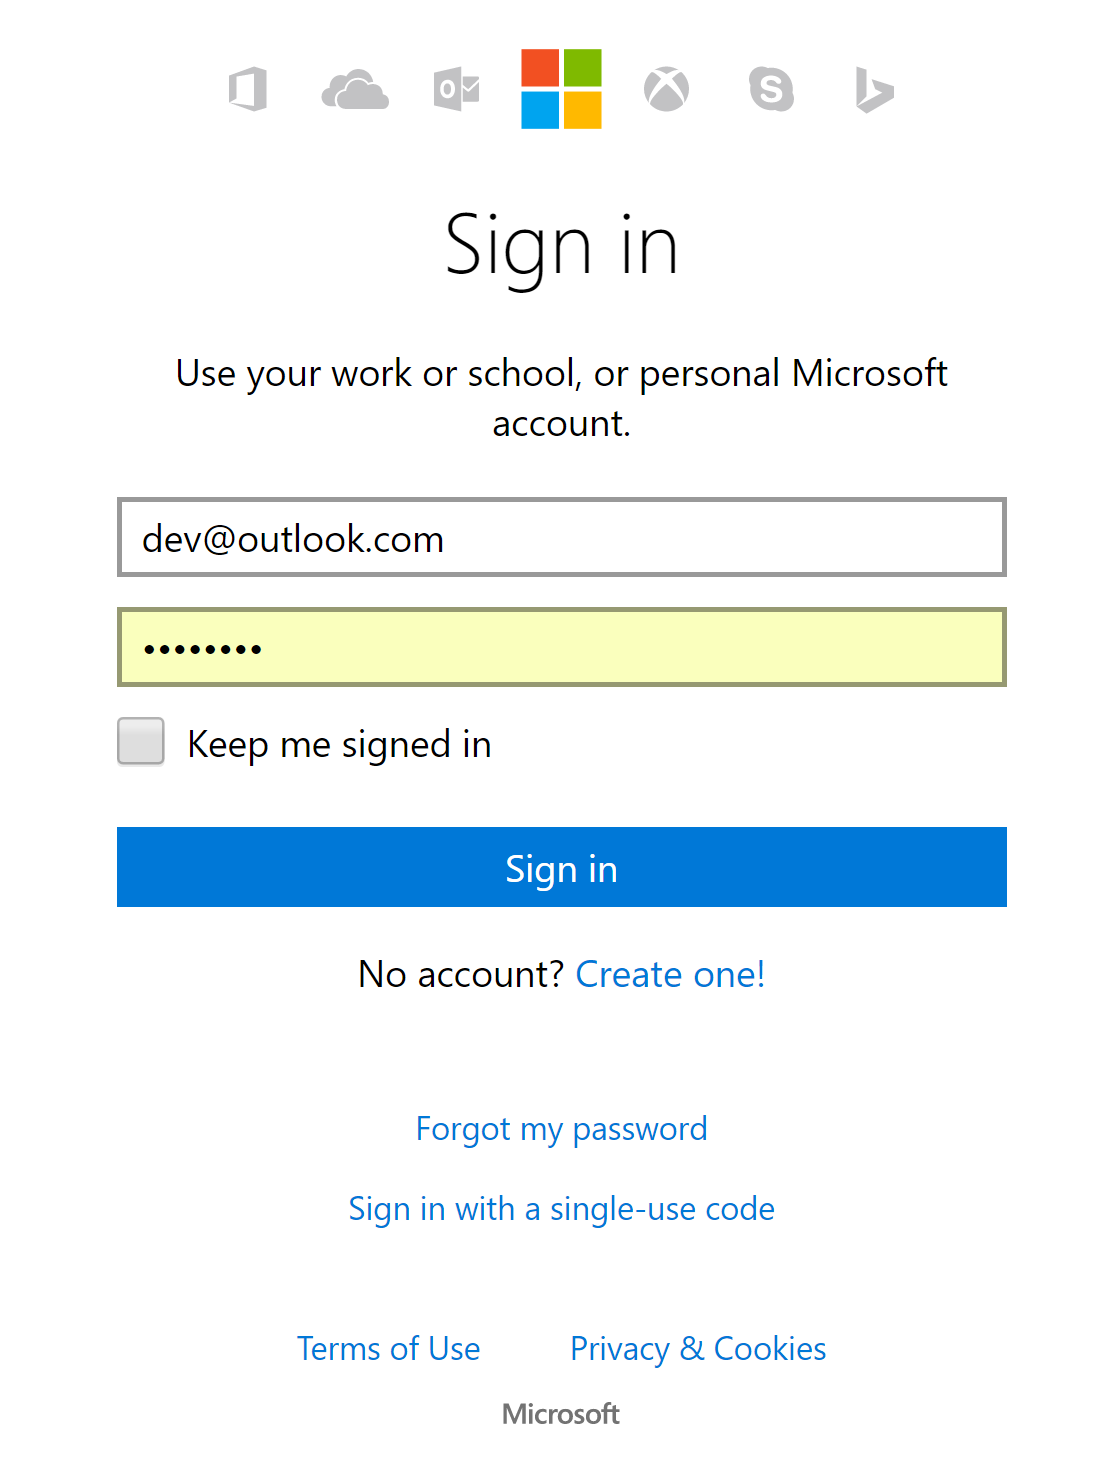 Sign in
Use your work or school, or personal Microsoft
account.
dev@outlook.com
••••••••
Keep me signed in
Sign in
No account? Create one!
Forgot my password
Sign in with a single-use code
Terms of Use Privacy & Cookies
Microsoft